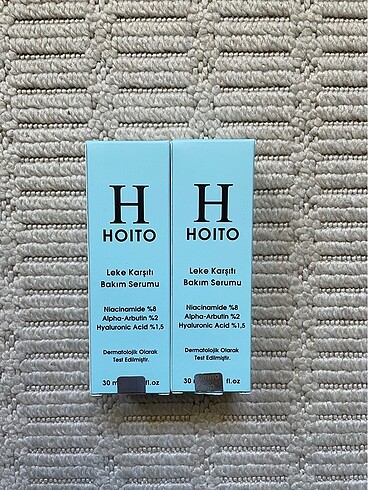 H
HOITO
Leke Karşıtı
Bakım Serumu
Niacinamide %8
Alpha-Arbutin %2
Hyaluronic Acid %1,5
Dermatolojik Olarak
Test Edilmiştir.
30 fl.oz
H
HOITO
Leke Karşıtı
Bakım Serumu
Niacinamide %8
Alpha-Arbutin %2
Hyaluronic Acid %1,5
Dermatolojik Olarak
Test Edilmiştir.
30 fl.oz